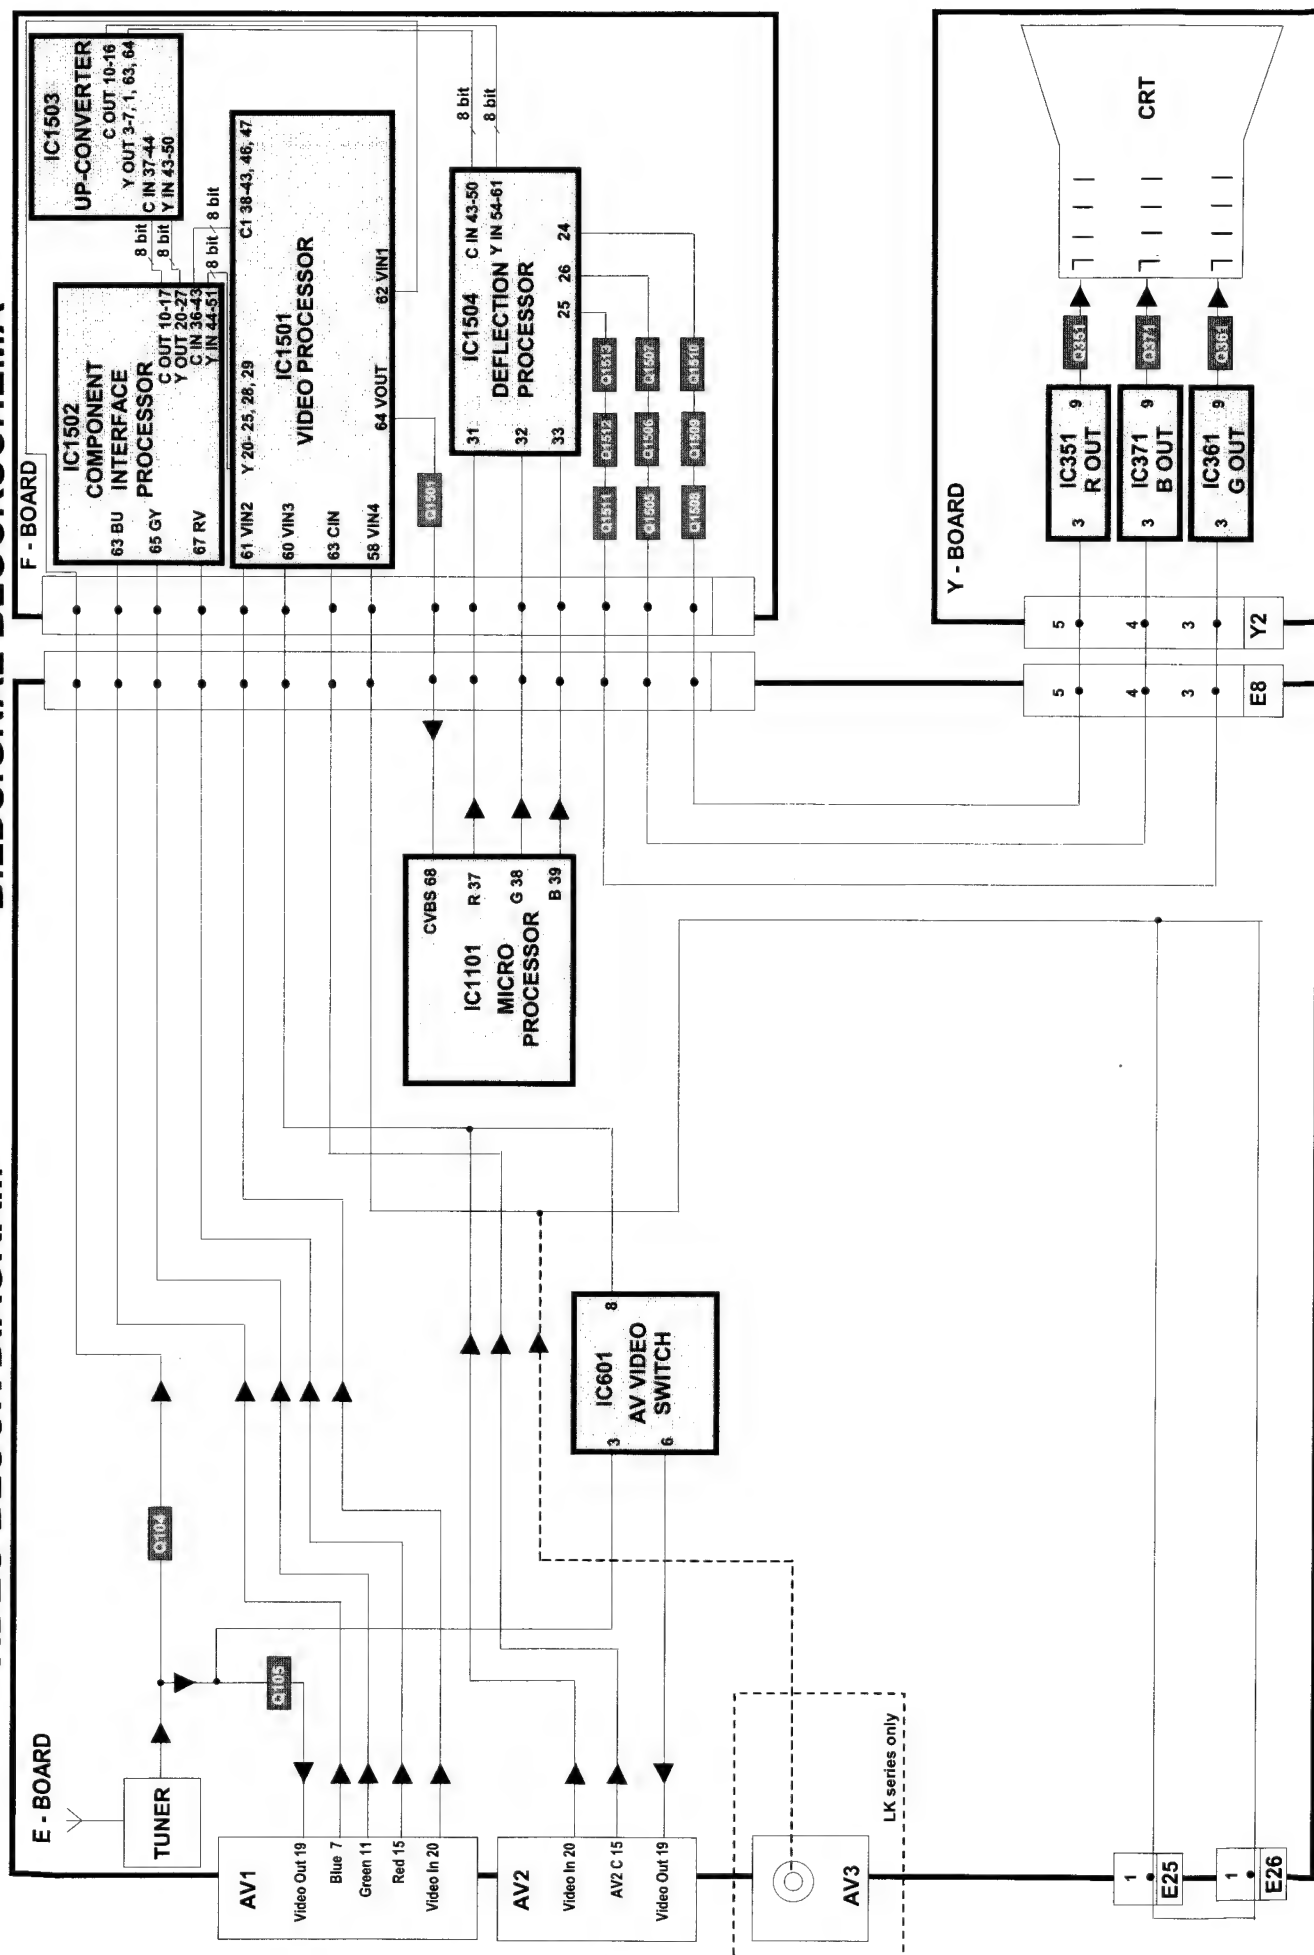 E - BOARD
TUNER
Q104
Q105
AV1
Video Out 19
Blue 7
Green 11
Red 15
Video In 20
AV2
Video In 20
AV2 C 15
Video Out 19
AV3
LK series only
1
E25
1
E26
3
6
8
IC601
AV VIDEO
SWITCH
IC1101
MICRO
PROCESSOR
CVBS 68
R 37
G 38
B 39
F - BOARD
IC1502
COMPONENT
INTERFACE
PROCESSOR
63 BU
65 GY
67 RV
C OUT 10-17
Y OUT 20-27
C IN 36-43
Y IN 44-51
8 bit
8 bit
8 bit
8 bit
IC1503
UP-CONVERTER
C OUT 10-16
Y OUT 3-7, 1, 63, 64
C IN 37-44
Y IN 43-50
IC1501
VIDEO PROCESSOR
Y 20- 25, 28, 29
C1 38-43, 46, 47
61 VIN2
60 VIN3
63 CIN
58 VIN4
64 VOUT
62 VIN1
Q1501
8 bit
8 bit
IC1504
DEFLECTION
PROCESSOR
C IN 43-50
Y IN 54-61
31
32
33
25
26
24
Q1511
Q1512
Q1513
Q1505
Q1506
Q1507
Q1508
Q1509
Q1510
Y - BOARD
5
4
3
E8
5
4
3
Y2
3
IC351
R OUT
9
Q351
3
IC371
B OUT
9
Q371
3
IC361
G OUT
9
Q361
CRT